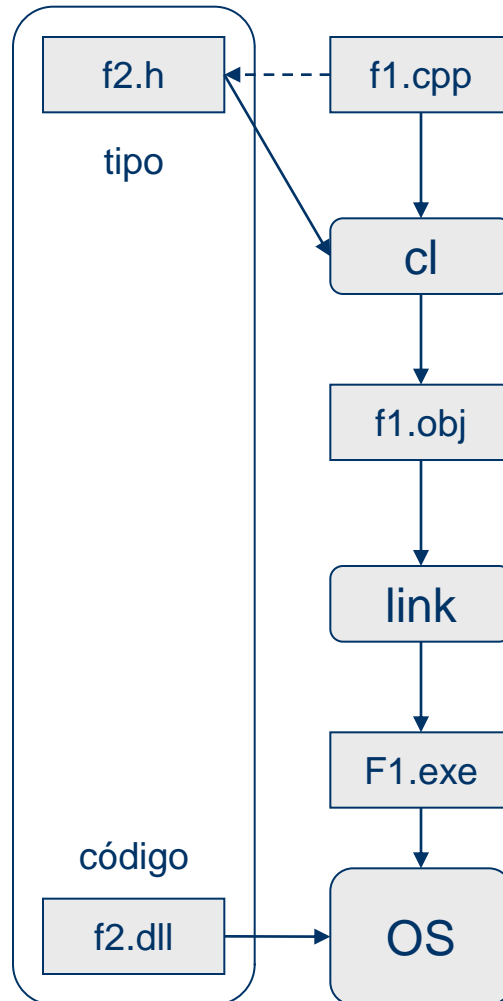 f2.h
f1.cpp
tipo
cl
f1.obj
link
F1.exe
código
f2.dll
OS